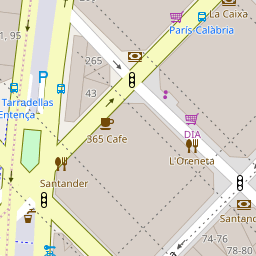 La Caixa
París Calàbria
1, 95
265
P
43
Tarradellas
Entença
365 Cafe
DIA
L'Oreneta
Santander
Santand
74-76
78-80